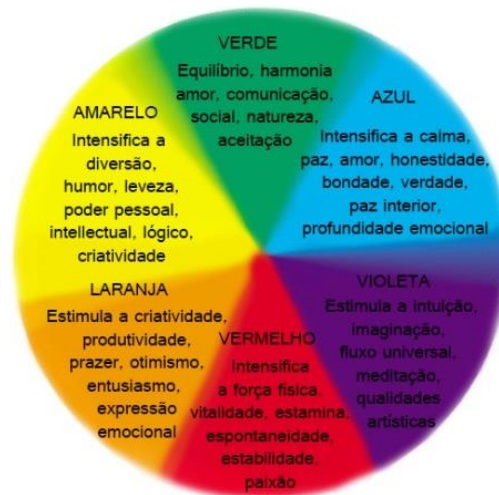 VERDE
Equilíbrio, harmonia
amor, comunicação,
social, natureza,
aceitação
AZUL
Intensifica a calma,
paz, amor, honestidade,
bondade, verdade,
paz interior,
profundidade emocional
VIOLETA
Estimula a intuição,
imaginação,
fluxo universal,
meditação,
qualidades
artísticas
VERMELHO
Intensifica
a força física,
vitalidade, estamina,
espontaneidade,
estabilidade,
paixão
LARANJA
Estimula a criatividade,
produtividade,
prazer, otimismo,
entusiasmo,
expressão
emocional
AMARELO
Intensifica a
diversão,
humor, leveza,
poder pessoal,
intellectual, lógico,
criatividade